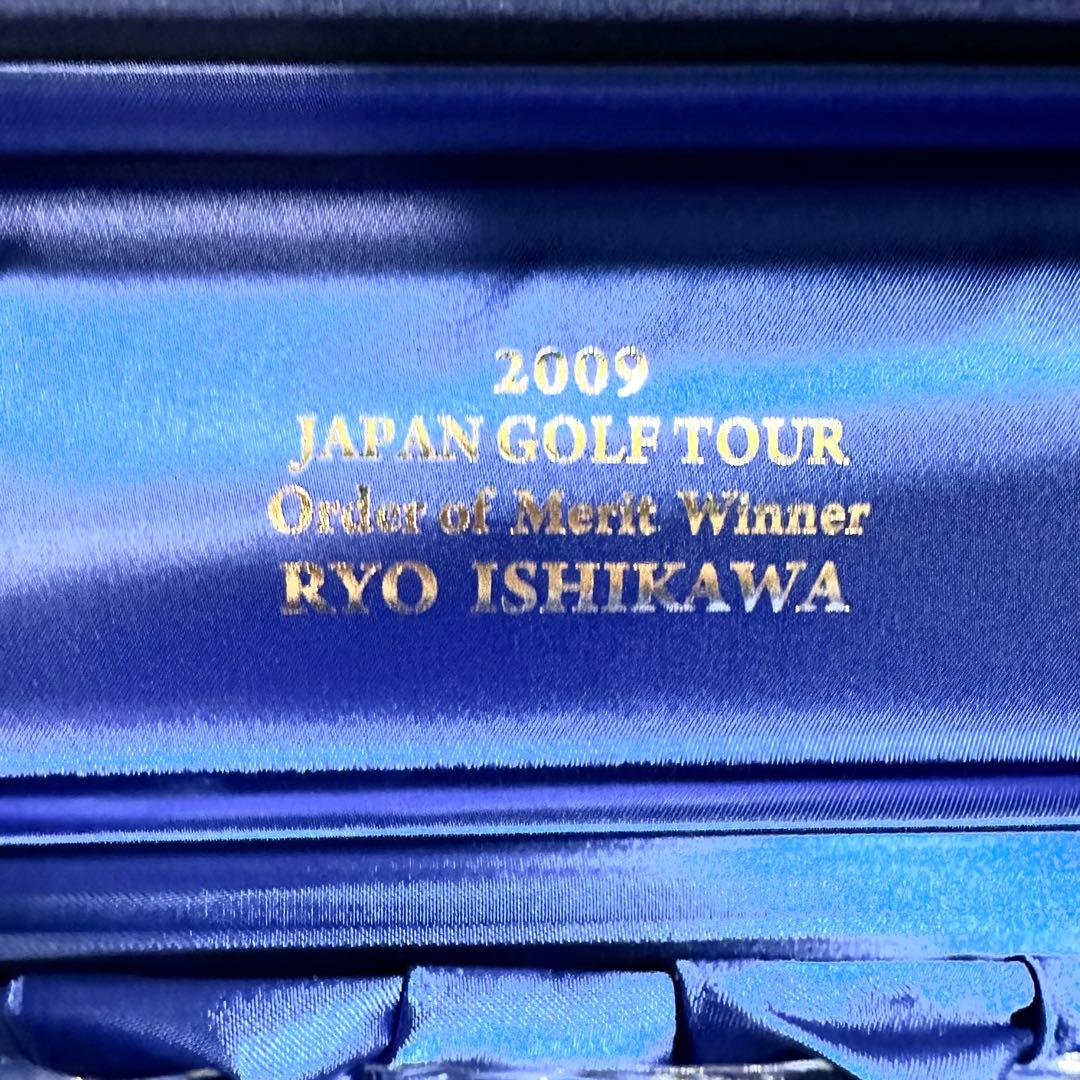 2009
JAPAN GOLF TOUR
Order of Merit Winner
RYO ISHIKAWA